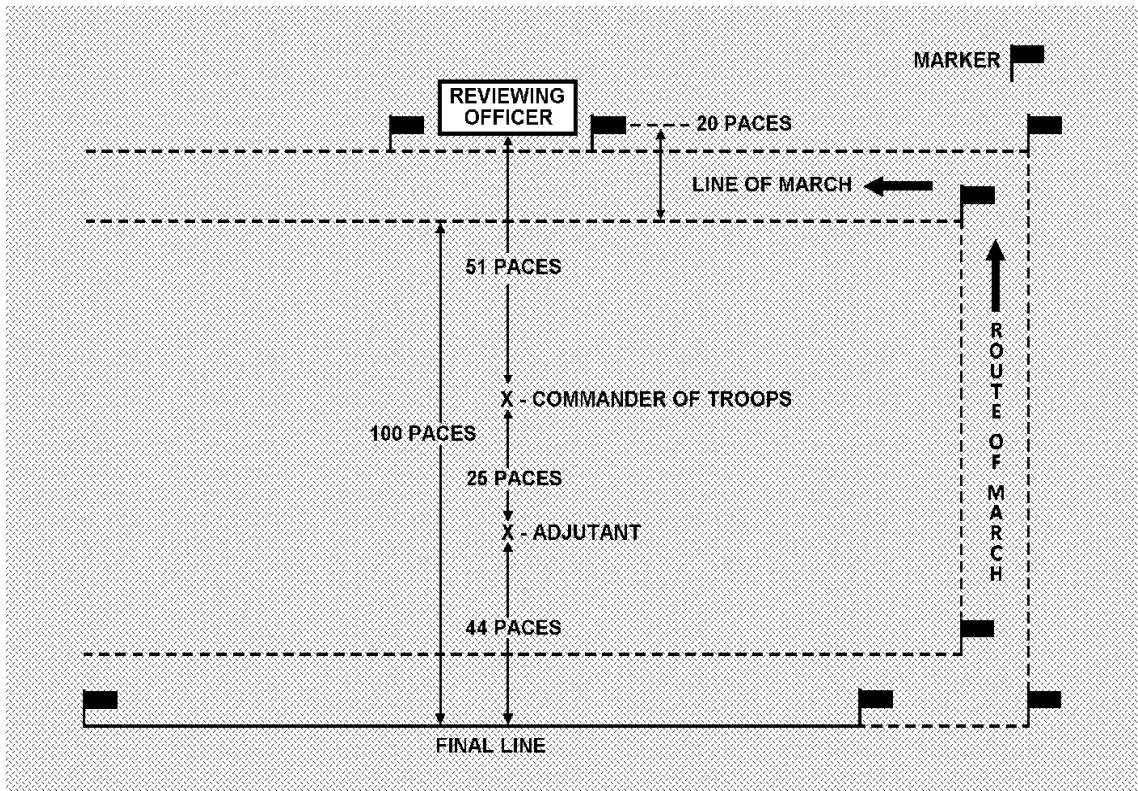 MARKER
REVIEWING
OFFICER
20 PACES
LINE OF MARCH
51 PACES
X - COMMANDER OF TROOPS
100 PACES
25 PACES
X - ADJUTANT
44 PACES
FINAL LINE
ROUTE OF MARCH